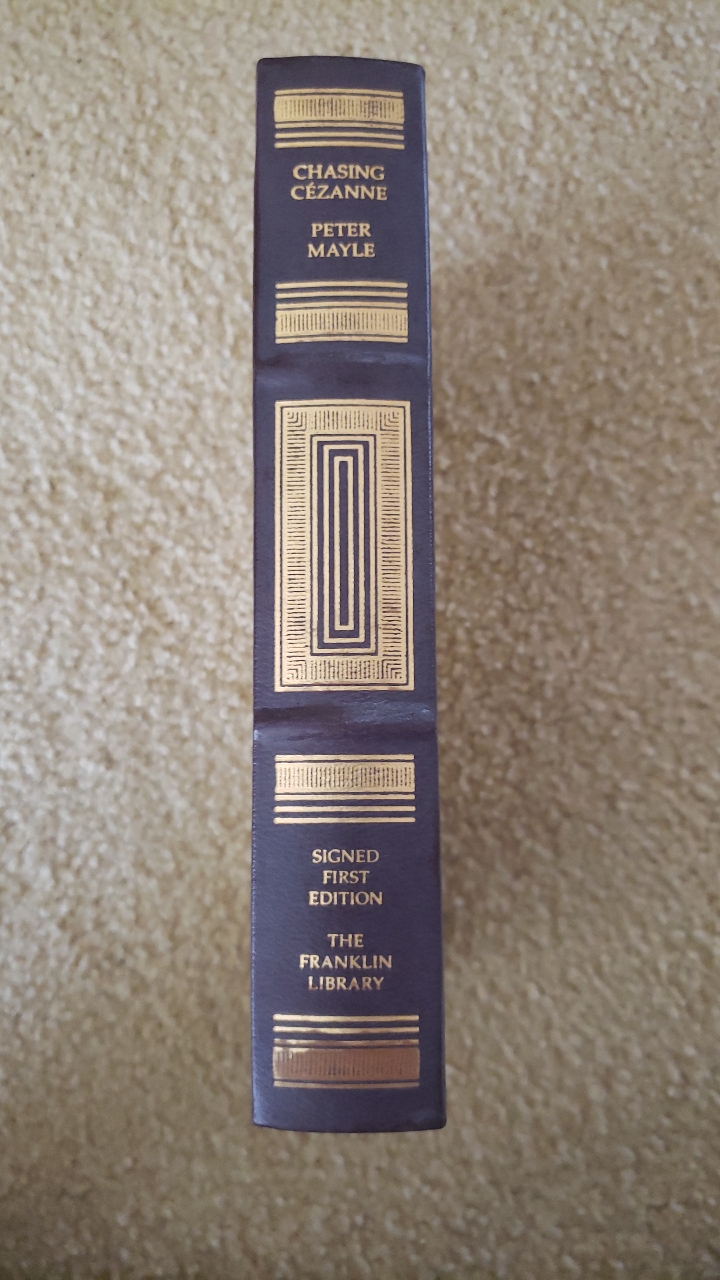 CHASING
CÉZANNE
PETER
MAYLE
SIGNED
FIRST
EDITION
THE
FRANKLIN
LIBRARY